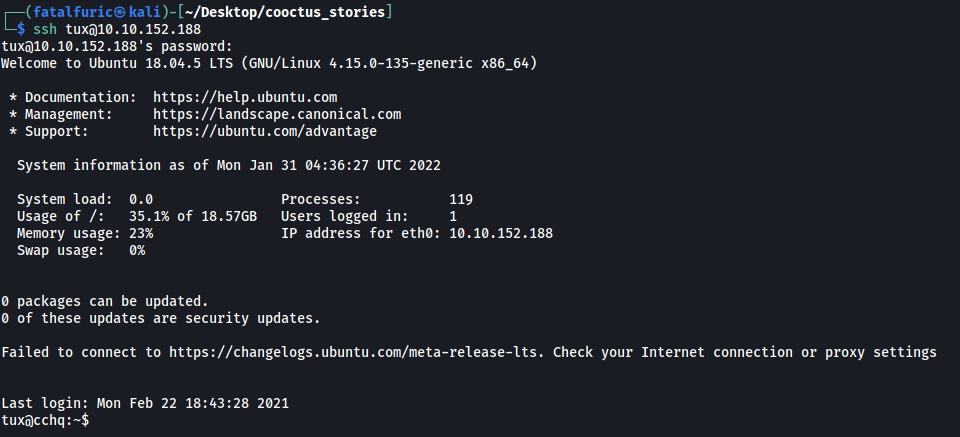 ┌──(fatalfuric㉿kali)-[~/Desktop/cooctus_stories]
└─$ ssh tux@10.10.152.188
tux@10.10.152.188's password:
Welcome to Ubuntu 18.04.5 LTS (GNU/Linux 4.15.0-135-generic x86_64)
* Documentation:  https://help.ubuntu.com
* Management:     https://landscape.canonical.com
* Support:        https://ubuntu.com/advantage
System information as of Mon Jan 31 04:36:27 UTC 2022
System load:  0.0                Processes:           119
Usage of /:   35.1% of 18.57GB   Users logged in:     1
Memory usage: 23%                IP address for eth0: 10.10.152.188
Swap usage:   0%
0 packages can be updated.
0 of these updates are security updates.
Failed to connect to https://changelogs.ubuntu.com/meta-release-lts. Check your Internet connection or proxy settings
Last login: Mon Feb 22 18:43:28 2021
tux@cchq:~$